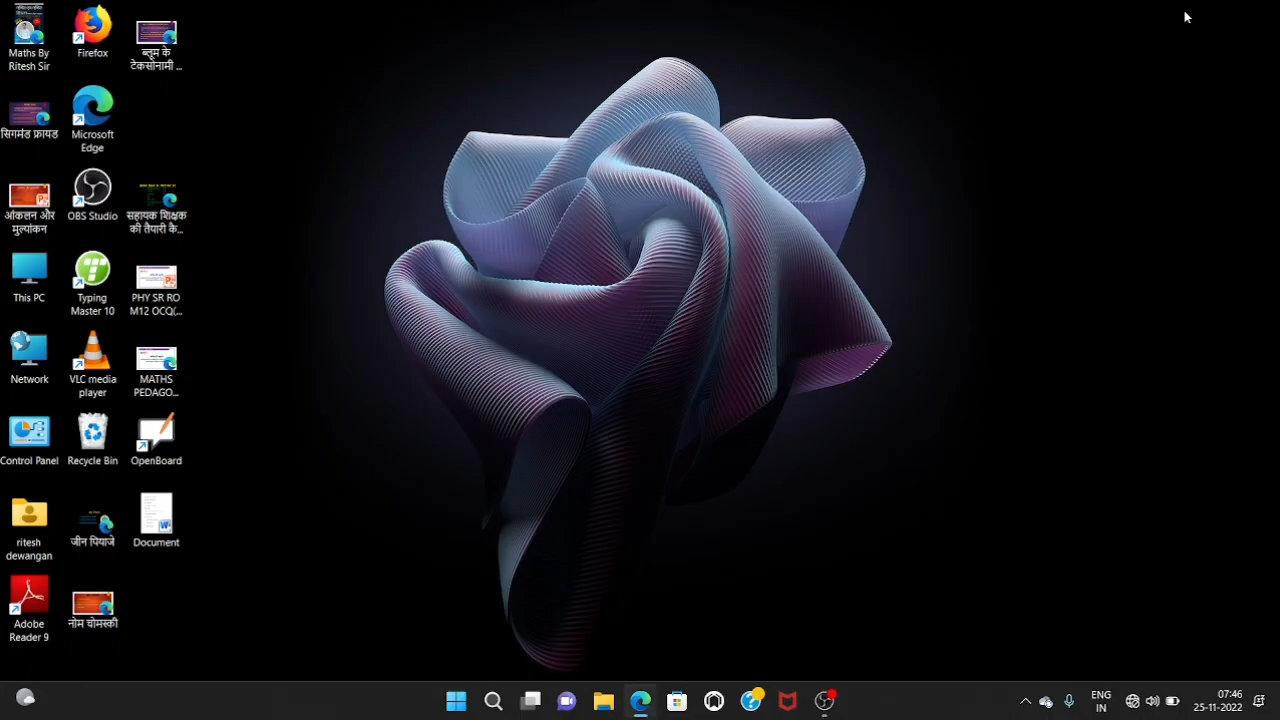 Maths By
Ritesh Sir
Firefox
ब्लूम के
टेकसोनामी ...
सिगमंड फ्रायड
Microsoft
Edge
आंकलन और
मुल्यांकन
OBS Studio
सहायक शिक्षक
की तैयारी कै...
This PC
Typing
Master 10
PHY SR RO
M12 OCQ(...
Network
VLC media
player
MATHS
PEDAGO...
Control Panel
Recycle Bin
OpenBoard
ritesh
dewangan
जीन पियाजे
Document
Adobe
Reader 9
नोम चोमस्की
ENG
IN
07:46
25-11-2022